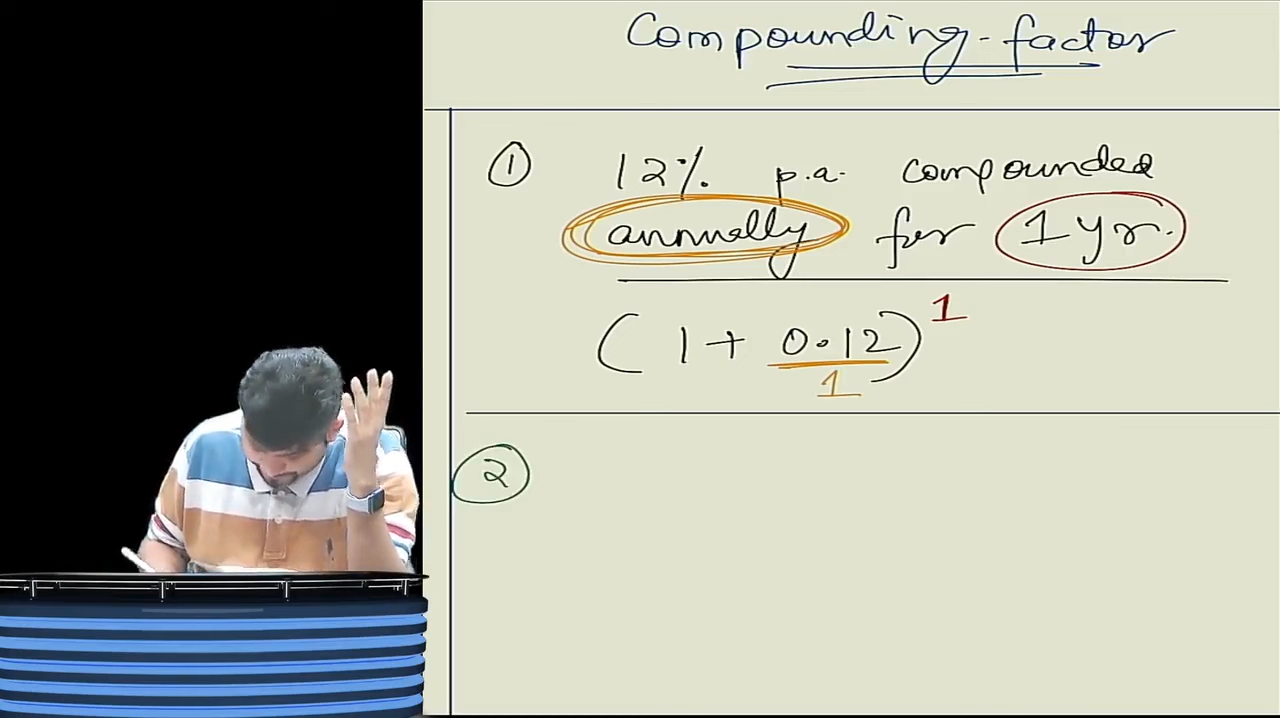 Compounding-factor
① 12% p.a. compounded
annually for 1 yr.
(1 + 0.12/1)^1
②